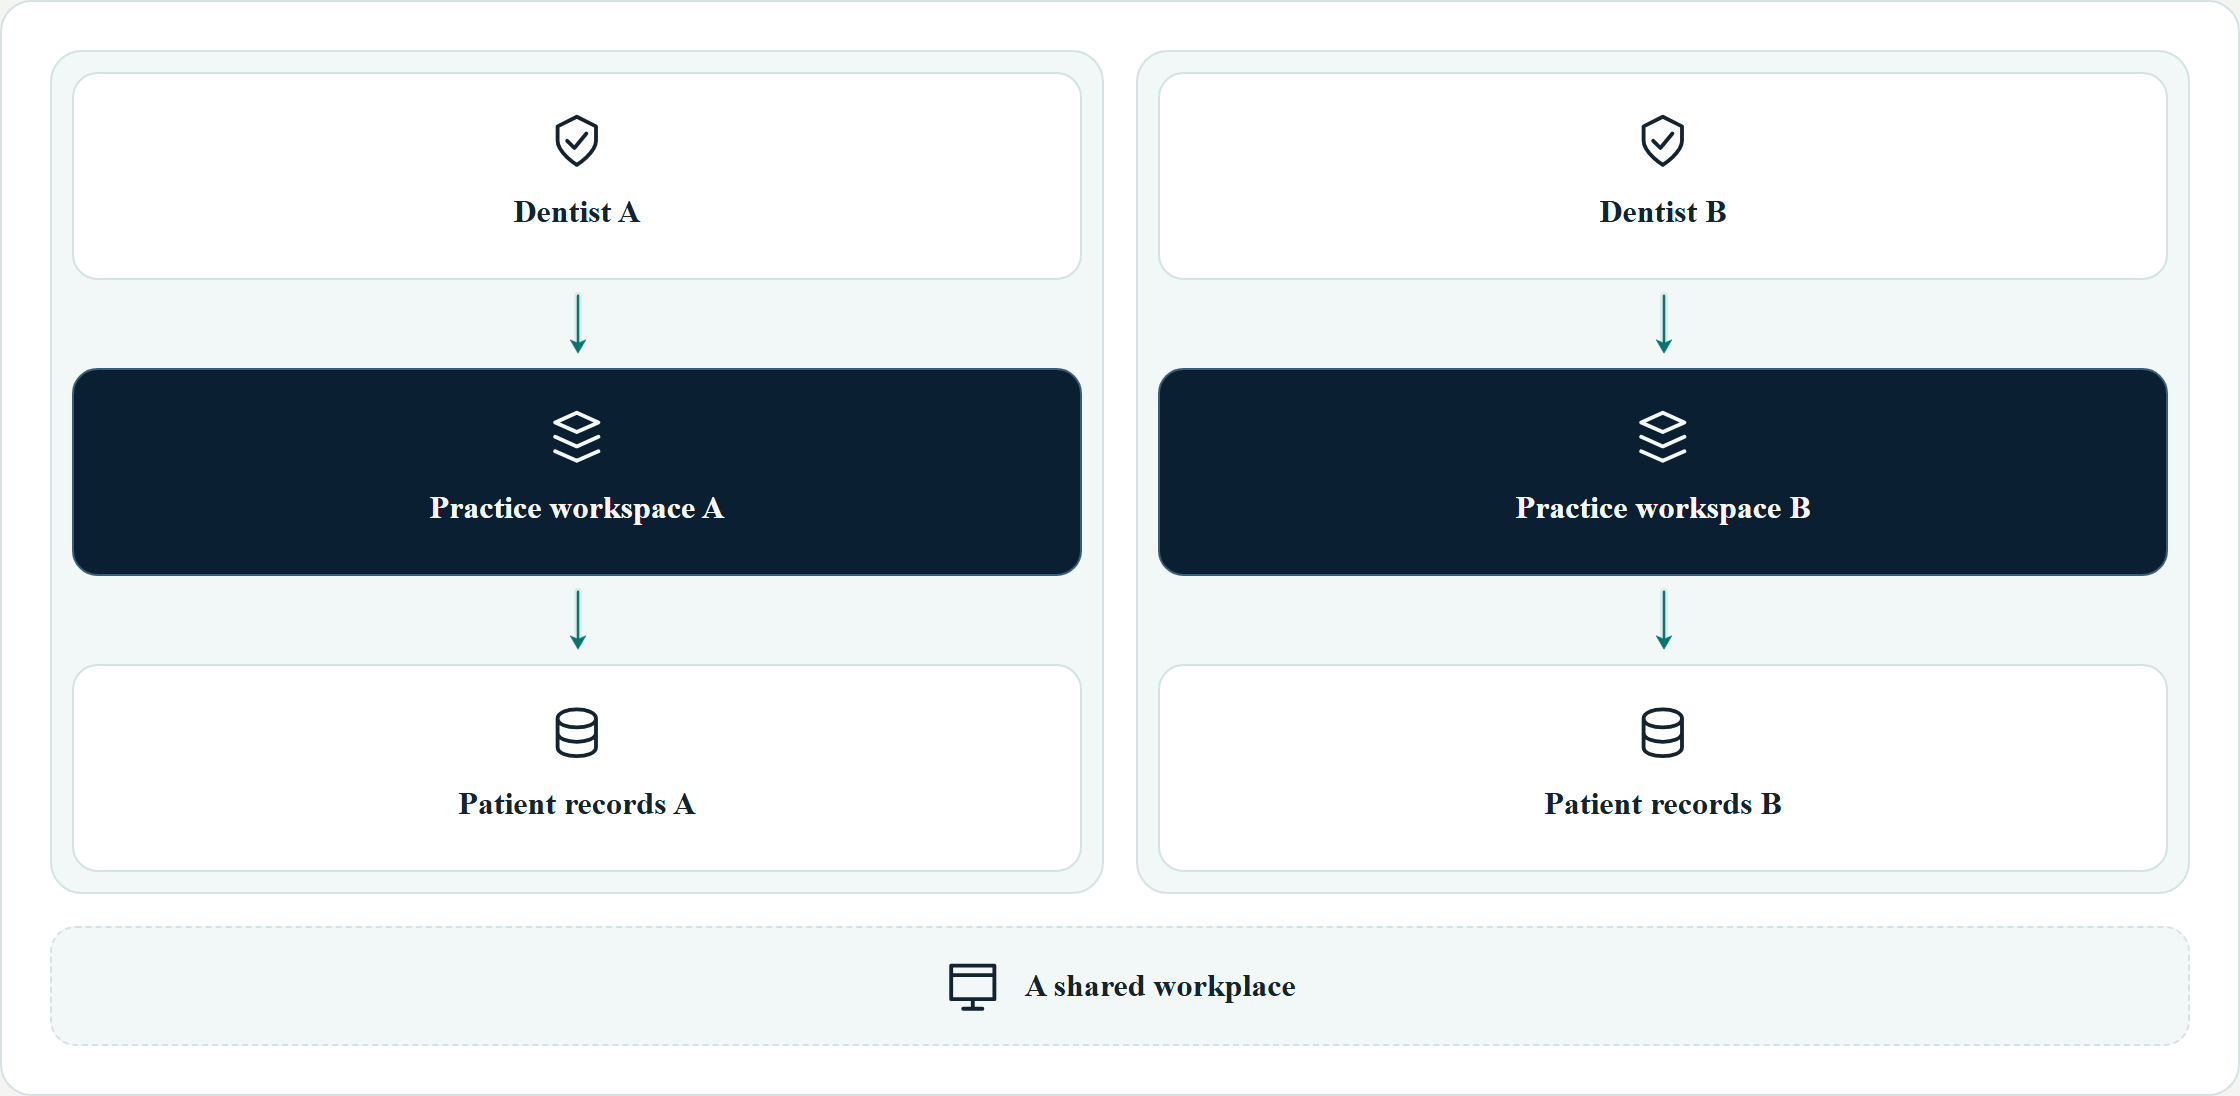 Dentist A
Practice workspace A
Patient records A
Dentist B
Practice workspace B
Patient records B
A shared workplace